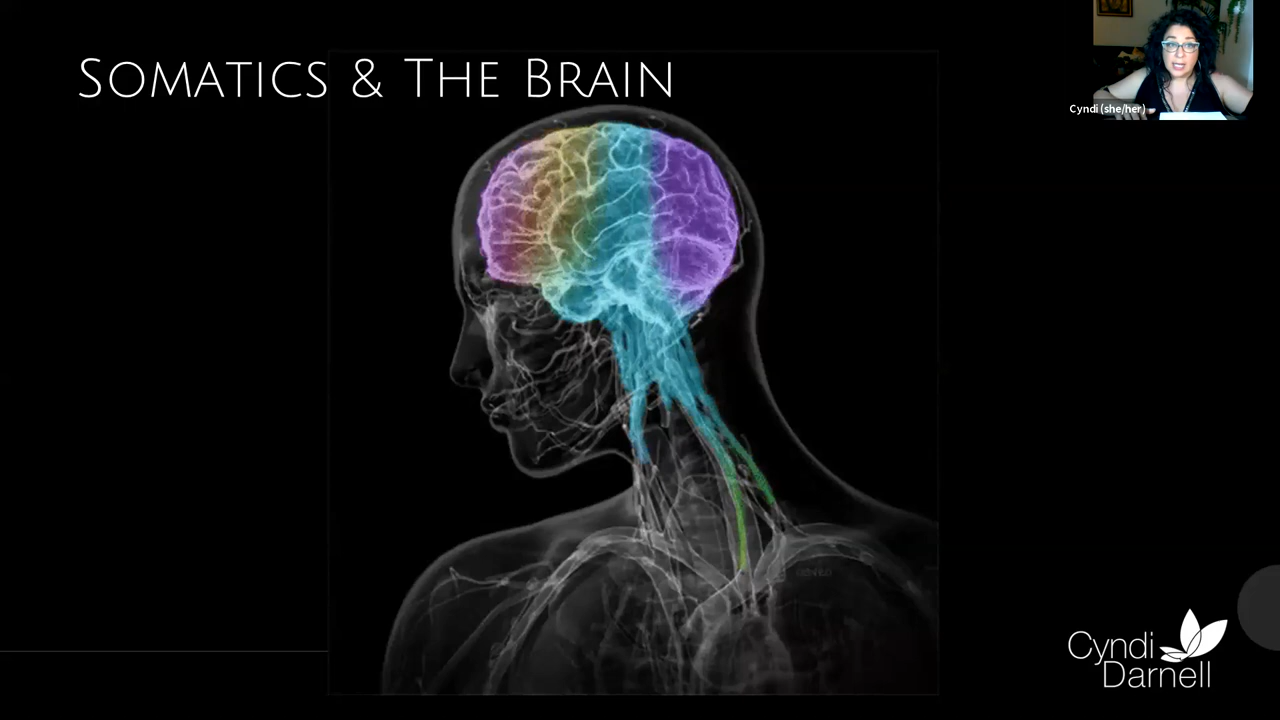 SOMATICS & THE BRAIN
Cyndi (she/her)
Cyndi
Darnell